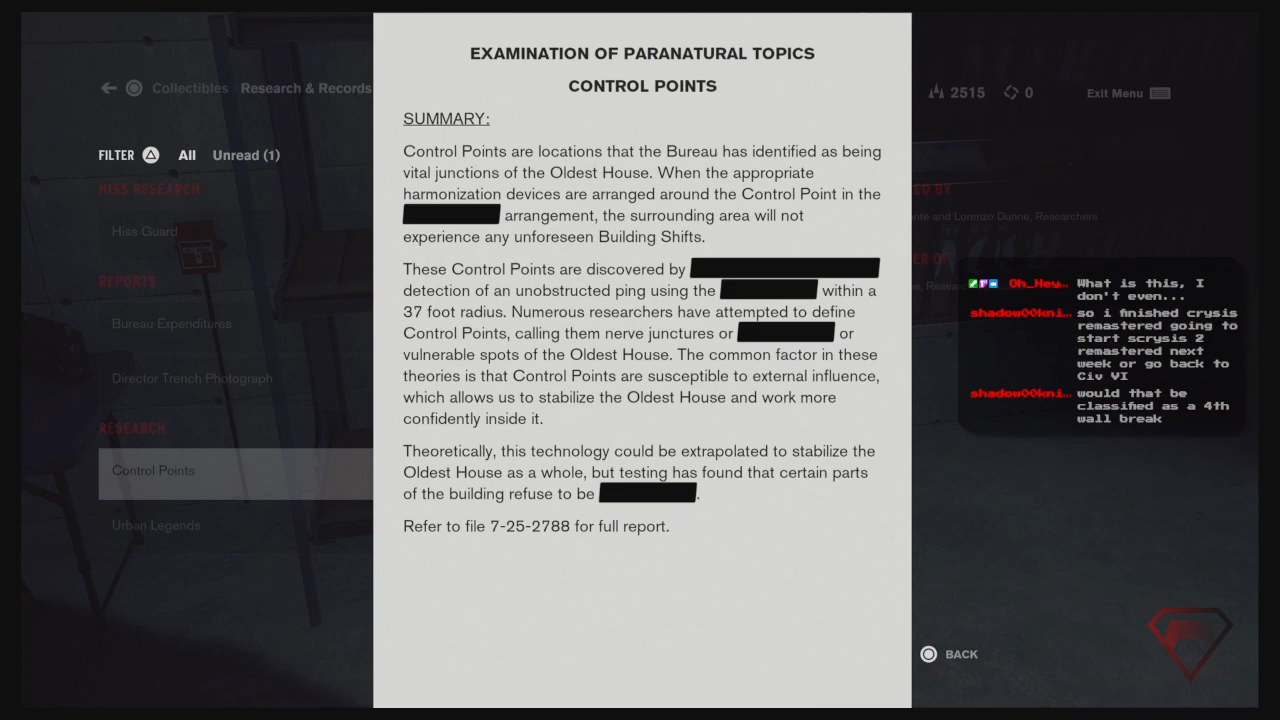 EXAMINATION OF PARANATURAL TOPICS
CONTROL POINTS
SUMMARY:
Control Points are locations that the Bureau has identified as being
vital junctions of the Oldest House. When the appropriate
harmonization devices are arranged around the Control Point in the
arrangement, the surrounding area will not
experience any unforeseen Building Shifts.
These Control Points are discovered by
detection of an unobstructed ping using the within a
37 foot radius. Numerous researchers have attempted to define
Control Points, calling them nerve junctures or or
vulnerable spots of the Oldest House. The common factor in these
theories is that Control Points are susceptible to external influence,
which allows us to stabilize the Oldest House and work more
confidently inside it.
Theoretically, this technology could be extrapolated to stabilize the
Oldest House as a whole, but testing has found that certain parts
of the building refuse to be .
Refer to file 7-25-2788 for full report.
Collectibles Research & Records
FILTER All Unread (1)
HISS RESEARCH
Hiss Guard
REPORTS
Bureau Expenditures
Director Trench Photograph
RESEARCH
Control Points
Urban Legends
2515 0 Exit Menu
ED BY
and Lorenzo Dunne, Researchers
ER OF
Oh_Hey… What is this, I
don't even...
shadow00kni… so i finished crysis
remastered going to
start scrysis 2
remastered next
week or go back to
Civ VI
shadow00kni… would that be
classified as a 4th
wall break
BACK